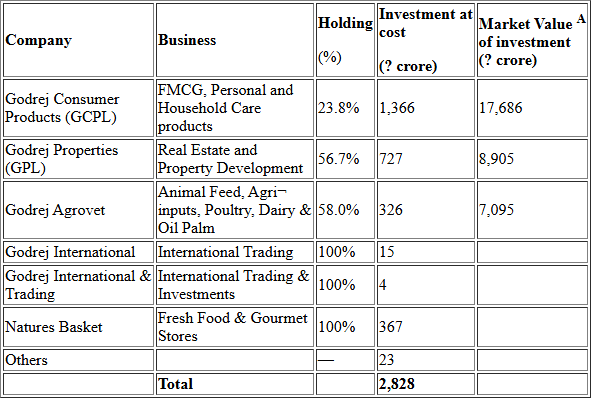 Company Business Holding (%) Investment at cost (? crore) Market Value A of investment (? crore)
Godrej Consumer Products (GCPL) FMCG, Personal and Household Care products 23.8% 1,366 17,686
Godrej Properties (GPL) Real Estate and Property Development 56.7% 727 8,905
Godrej Agrovet Animal Feed, Agri¬ inputs, Poultry, Dairy & Oil Palm 58.0% 326 7,095
Godrej International International Trading 100% 15
Godrej International & Trading International Trading & Investments 100% 4
Natures Basket Fresh Food & Gourmet Stores 100% 367
Others — 23
Total 2,828